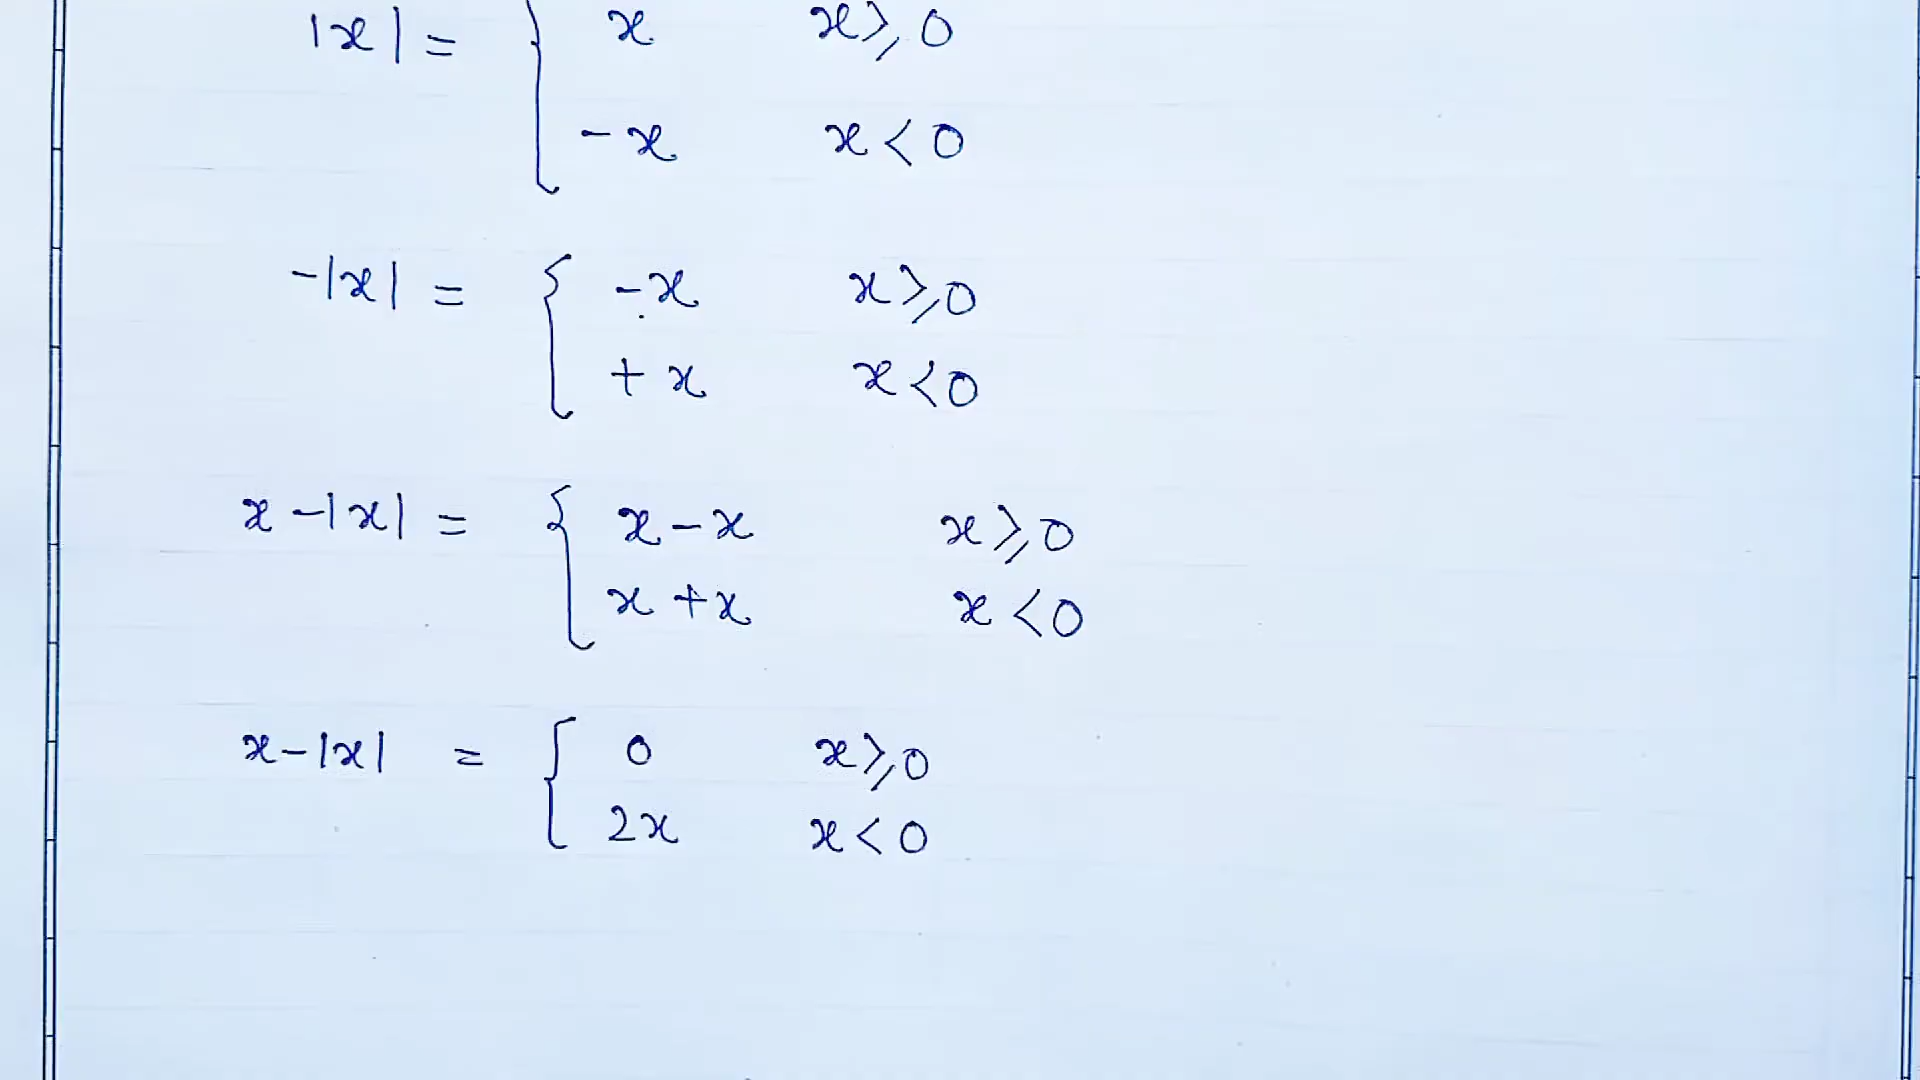 |x| = { x x ⩾ 0
-x x < 0
-|x| = { -x x ⩾ 0
+x x < 0
x -|x| = { x - x x ⩾ 0
x + x x < 0
x - |x| = { 0 x ⩾ 0
2x x < 0